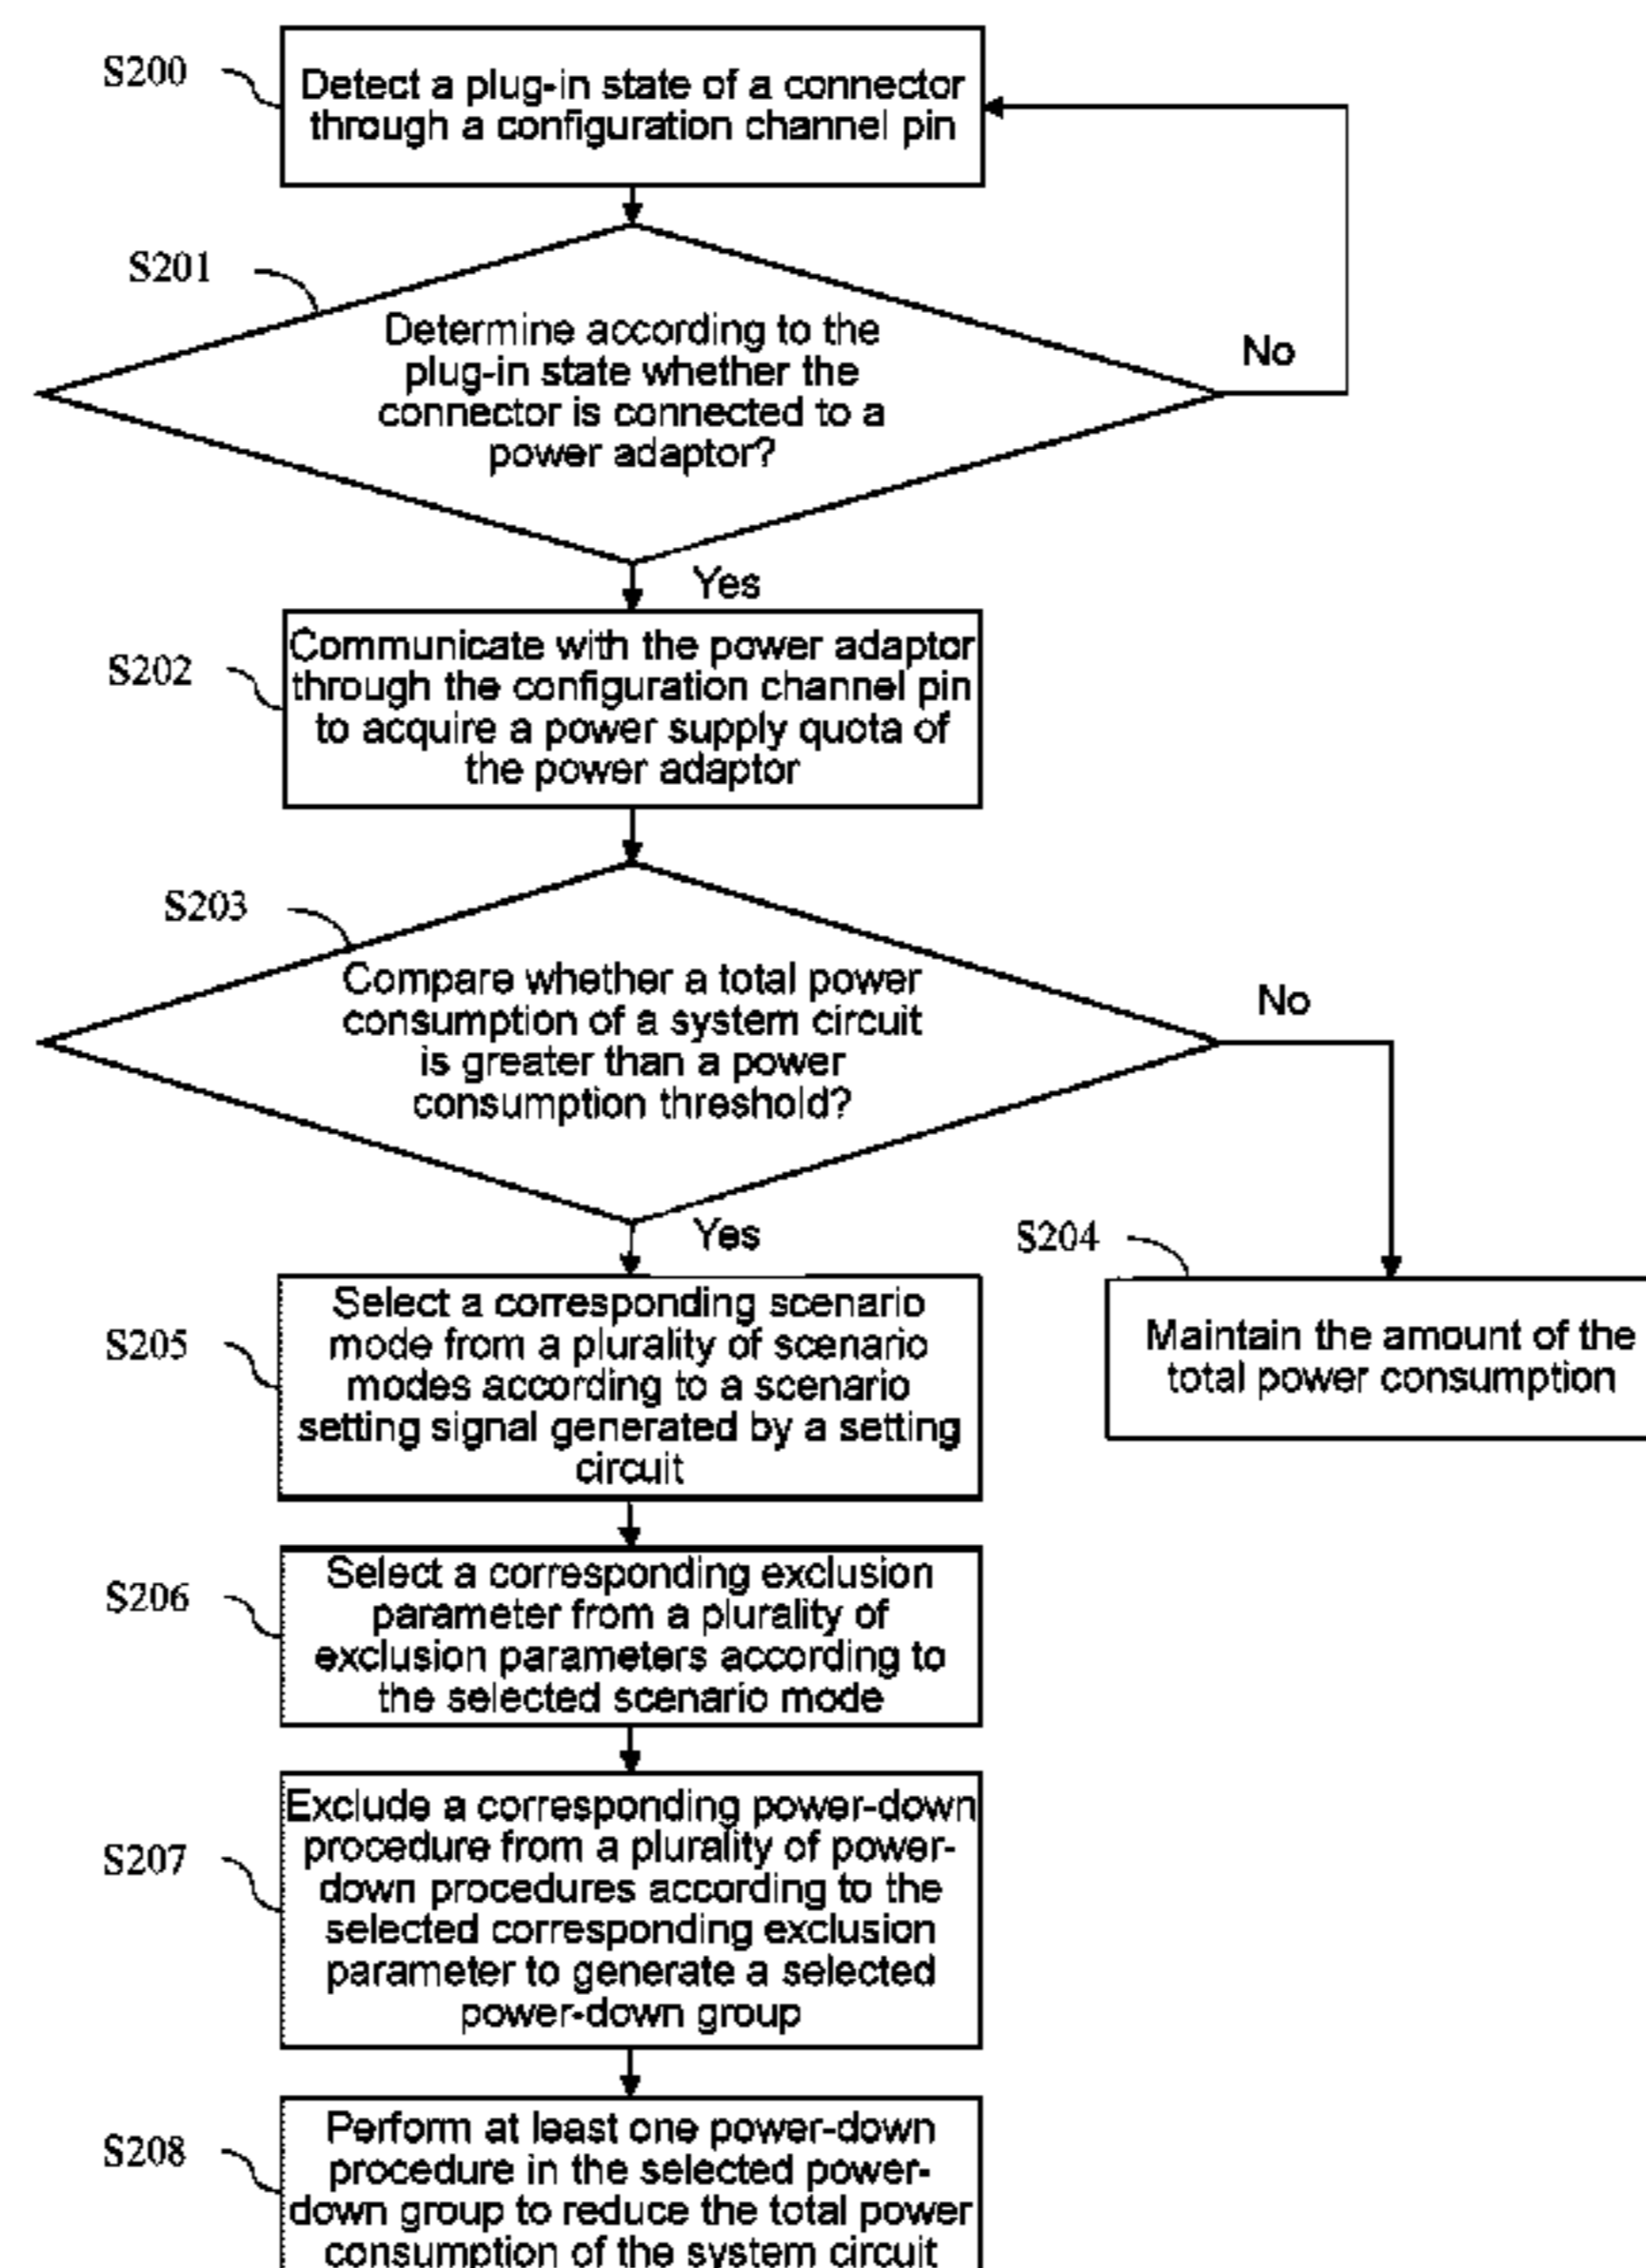 S200
Detect a plug-in state of a connector
through a configuration channel pin
S201
Determine according to the
plug-in state whether the
connector is connected to a
power adaptor?
No
Yes
S202
Communicate with the power adaptor
through the configuration channel pin
to acquire a power supply quota of
the power adaptor
S203
Compare whether a total power
consumption of a system circuit
is greater than a power
consumption threshold?
No
Yes
S204
Maintain the amount of the
total power consumption
S205
Select a corresponding scenario
mode from a plurality of scenario
modes according to a scenario
setting signal generated by a setting
circuit
S206
Select a corresponding exclusion
parameter from a plurality of
exclusion parameters according to
the selected scenario mode
S207
Exclude a corresponding power-down
procedure from a plurality of power-
down procedures according to the
selected corresponding exclusion
parameter to generate a selected
power-down group
S208
Perform at least one power-down
procedure in the selected power-
down group to reduce the total power
consumption of the system circuit